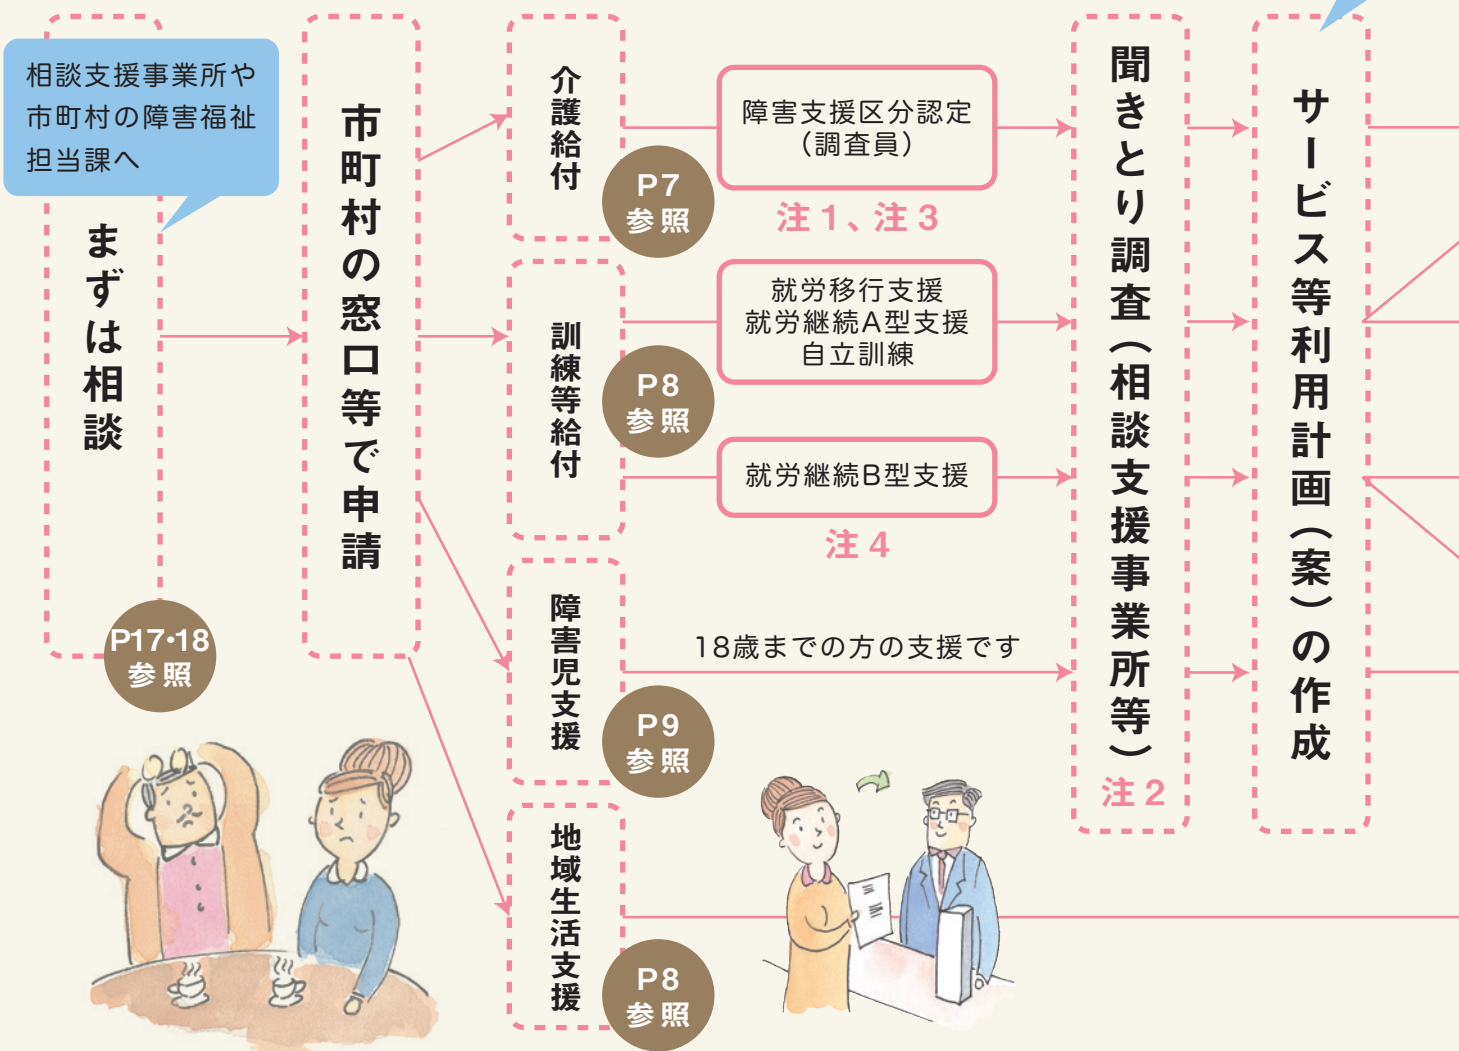 相談支援事業所や
市町村の障害福祉
担当課へ
まずは相談
P17・18
参照
市町村の窓口等で申請
介護給付
P7
参照
障害支援区分認定
（調査員）
注1、注3
訓練等給付
P8
参照
就労移行支援
就労継続A型支援
自立訓練
就労継続B型支援
注4
障害児支援
P9
参照
18歳までの方の支援です
地域生活支援
P8
参照
聞きとり調査（相談支援事業所等）
注2
サービス等利用計画（案）の作成